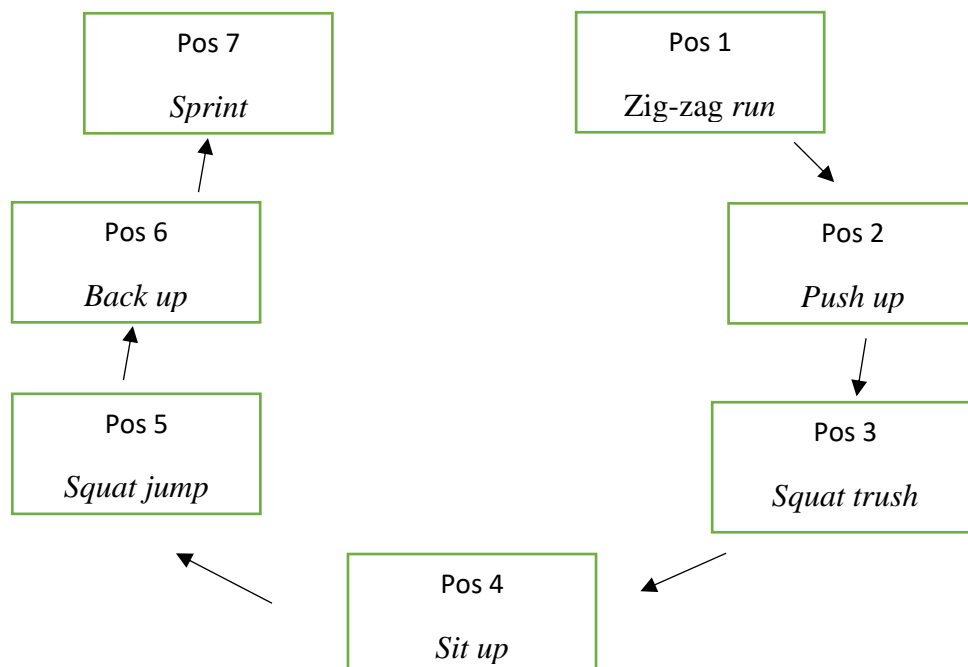 Pos 7
Sprint
Pos 1
Zig-zag run
Pos 6
Back up
Pos 2
Push up
Pos 5
Squat jump
Pos 3
Squat trush
Pos 4
Sit up